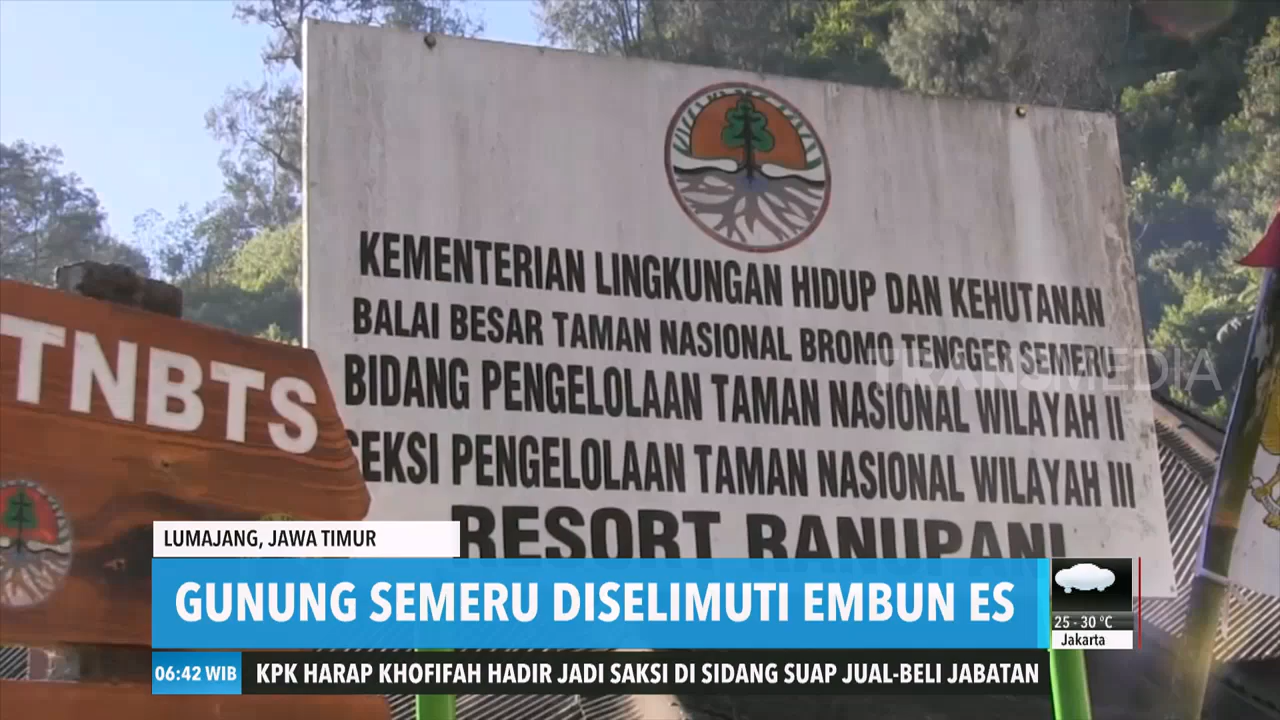 KEMENTERIAN LINGKUNGAN HIDUP DAN KEHUTANAN
BALAI BESAR TAMAN NASIONAL BROMO TENGGER SEMERU
TRANSMEDIA
BIDANG PENGELOLAAN TAMAN NASIONAL WILAYAH II
SEKSI PENGELOLAAN TAMAN NASIONAL WILAYAH III
RESORT RANUPANI
TNBTS
LUMAJANG, JAWA TIMUR
GUNUNG SEMERU DISELIMUTI EMBUN ES
25 - 30 °C
Jakarta
06:42 WIB
KPK HARAP KHOFIFAH HADIR JADI SAKSI DI SIDANG SUAP JUAL-BELI JABATAN